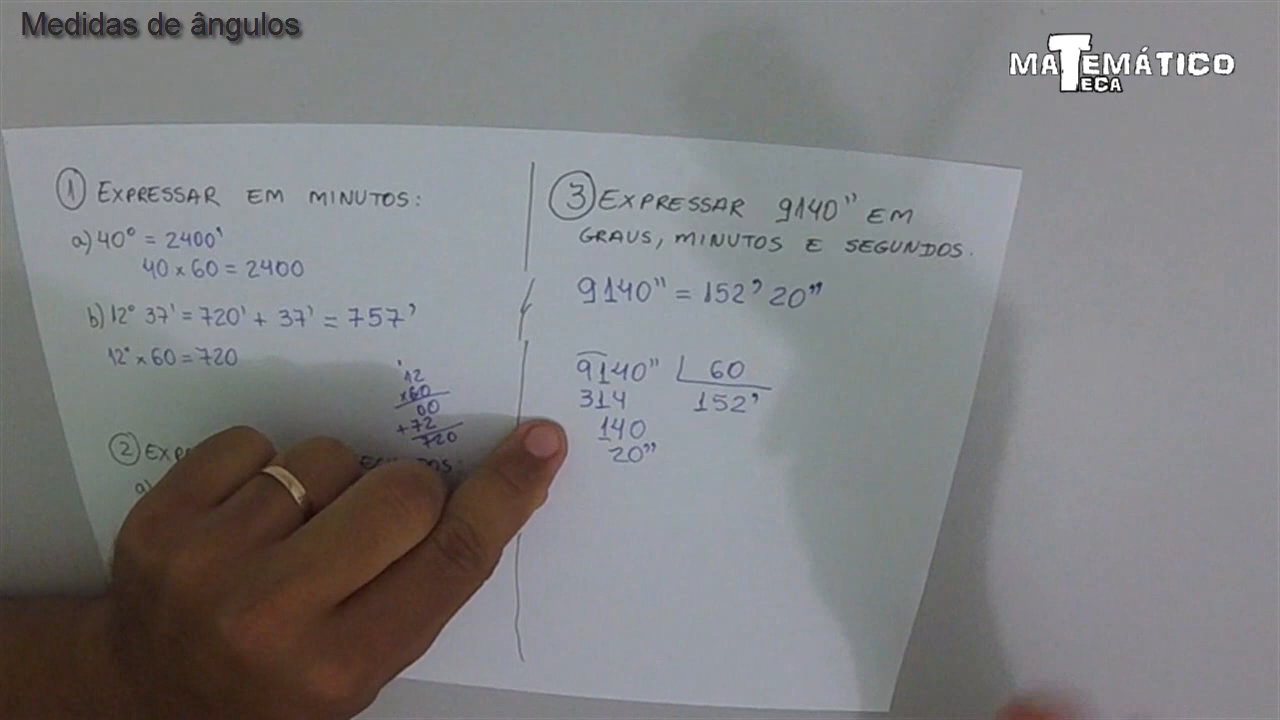 Medidas de ângulos
MATEMÁTICO
TECA
1 EXPRESSAR EM MINUTOS:
a) 40° = 2400'
40 x 60 = 2400
b) 12° 37' = 720' + 37' = 757'
12° x 60 = 720
1
12
x60
00
+72
720
2
a)
3 EXPRESSAR 9140" EM
GRAUS, MINUTOS E SEGUNDOS.
9140" = 152' 20"
9140" 60
314 152'
140
20"